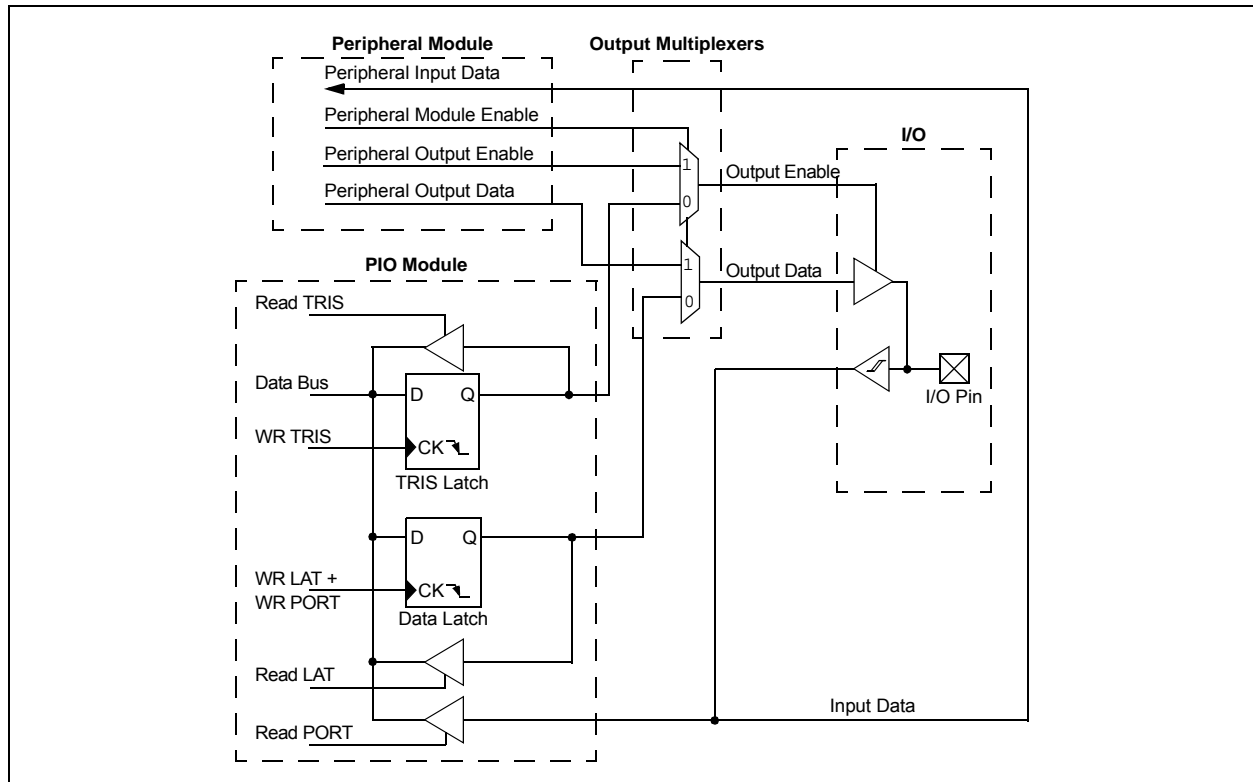 Peripheral Module
Output Multiplexers
Peripheral Input Data
Peripheral Module Enable
Peripheral Output Enable
Peripheral Output Data
1
0
1
0
Output Enable
Output Data
I/O
I/O Pin
PIO Module
Read TRIS
Data Bus
D Q
WR TRIS
CK
TRIS Latch
D Q
WR LAT +
WR PORT
CK
Data Latch
Read LAT
Read PORT
Input Data